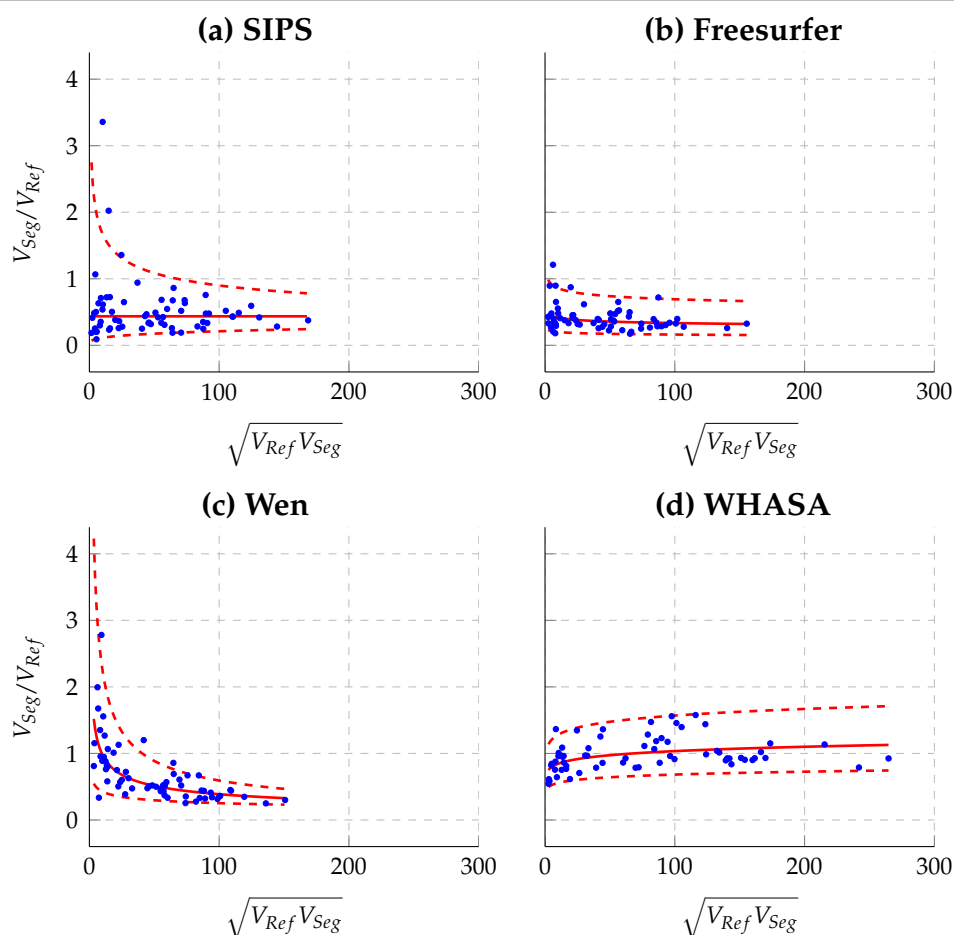 (a) SIPS
(b) Freesurfer
4
3
2
1
0
V_Seg/V_Ref
0 100 200 300
0 100 200 300
√V_Ref V_Seg
√V_Ref V_Seg
(c) Wen
(d) WHASA
4
3
2
1
0
V_Seg/V_Ref
0 100 200 300
0 100 200 300
√V_Ref V_Seg
√V_Ref V_Seg